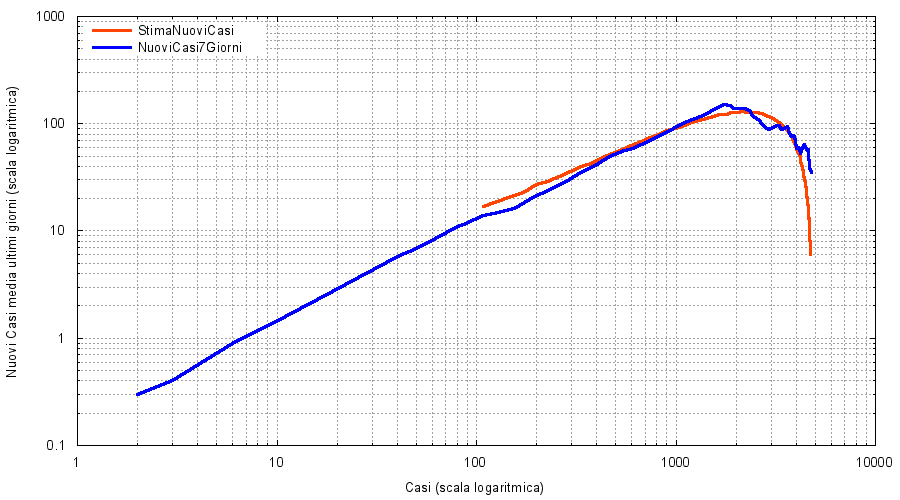 1000
StimaNuoviCasi
NuoviCasi7Giorni
100
10
1
0.1
Nuovi Casi media ultimi giorni (scala logaritmica)
1
10
100
1000
10000
Casi (scala logaritmica)